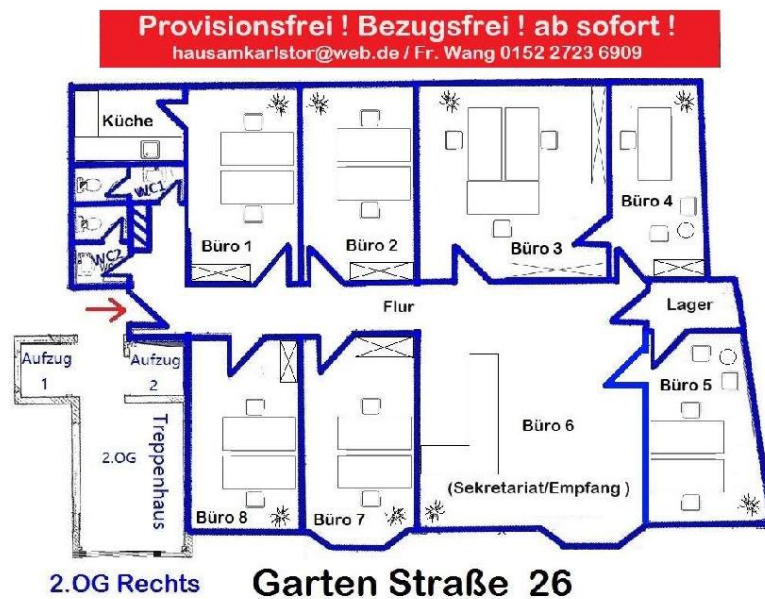 Provisionsfrei ! Bezugsfrei ! ab sofort !
hausamkarlstor@web.de / Fr. Wang 0152 2723 6909
Küche
WC1
WC2
Büro 1
Büro 2
Büro 3
Büro 4
Flur
Lager
Aufzug
1
Aufzug
2
Büro 5
Büro 6
(Sekretariat/Empfang )
2.OG
Treppenhaus
Büro 8
Büro 7
2.OG Rechts
Garten Straße 26